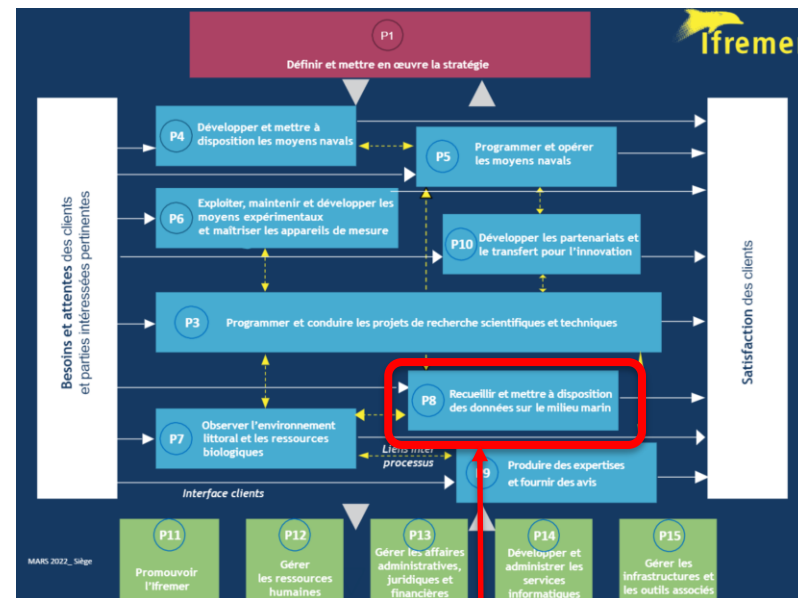 P1
Définir et mettre en œuvre la stratégie
Ifreme
Besoins et attentes des clients
et parties intéressées pertinentes
P4
Développer et mettre à
disposition les moyens navals
P5
Programmer et opérer
les moyens navals
P6
Exploiter, maintenir et développer les
moyens expérimentaux
et maîtriser les appareils de mesure
P10
Développer les partenariats et
le transfert pour l'innovation
P3
Programmer et conduire les projets de recherche scientifiques et techniques
P8
Recueillir et mettre à disposition
des données sur le milieu marin
P7
Observer l'environnement
littoral et les ressources
biologiques
Liens inter
processus
P9
Produire des expertises
et fournir des avis
Interface clients
Satisfaction des clients
MARS 2022_ Siège
P11
Promouvoir
l'Ifremer
P12
Gérer
les ressources
humaines
P13
Gérer les affaires
administratives,
juridiques et
financières
P14
Développer et
administrer les
services
informatiques
P15
Gérer les
infrastructures et
les outils associés